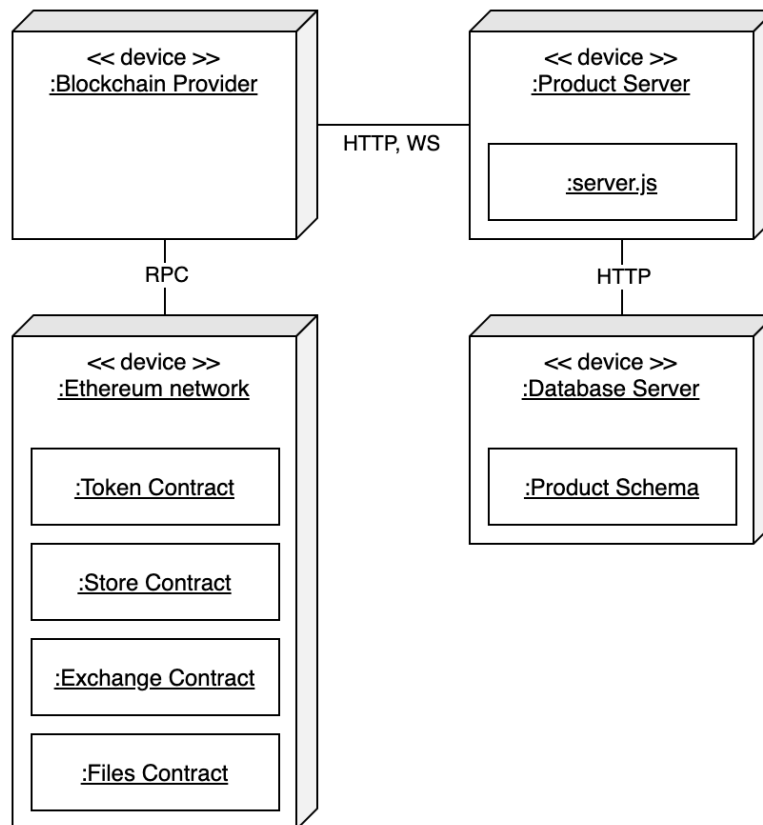 << device >>
:Blockchain Provider
<< device >>
:Product Server
:server.js
HTTP, WS
RPC
HTTP
<< device >>
:Ethereum network
:Token Contract
:Store Contract
:Exchange Contract
:Files Contract
<< device >>
:Database Server
:Product Schema